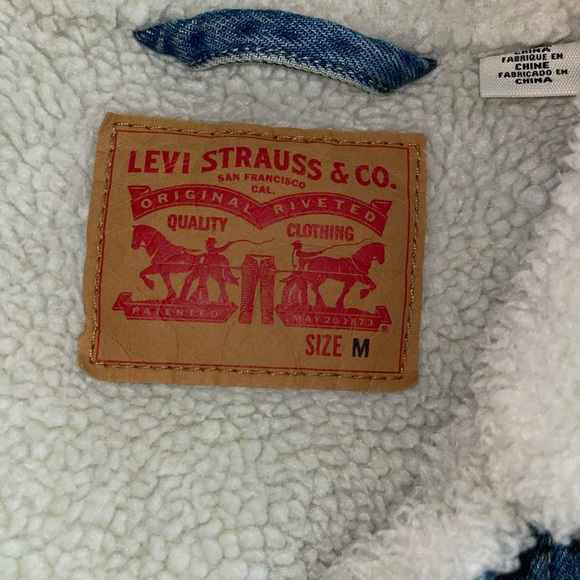 CHINA
FABRIQUÉ EN
CHINE
FABRICADO EN
CHINA
LEVI STRAUSS & CO.
SAN FRANCISCO
CAL.
ORIGINAL RIVETED
QUALITY CLOTHING
PATENTED MAY 20 1873
SIZE M